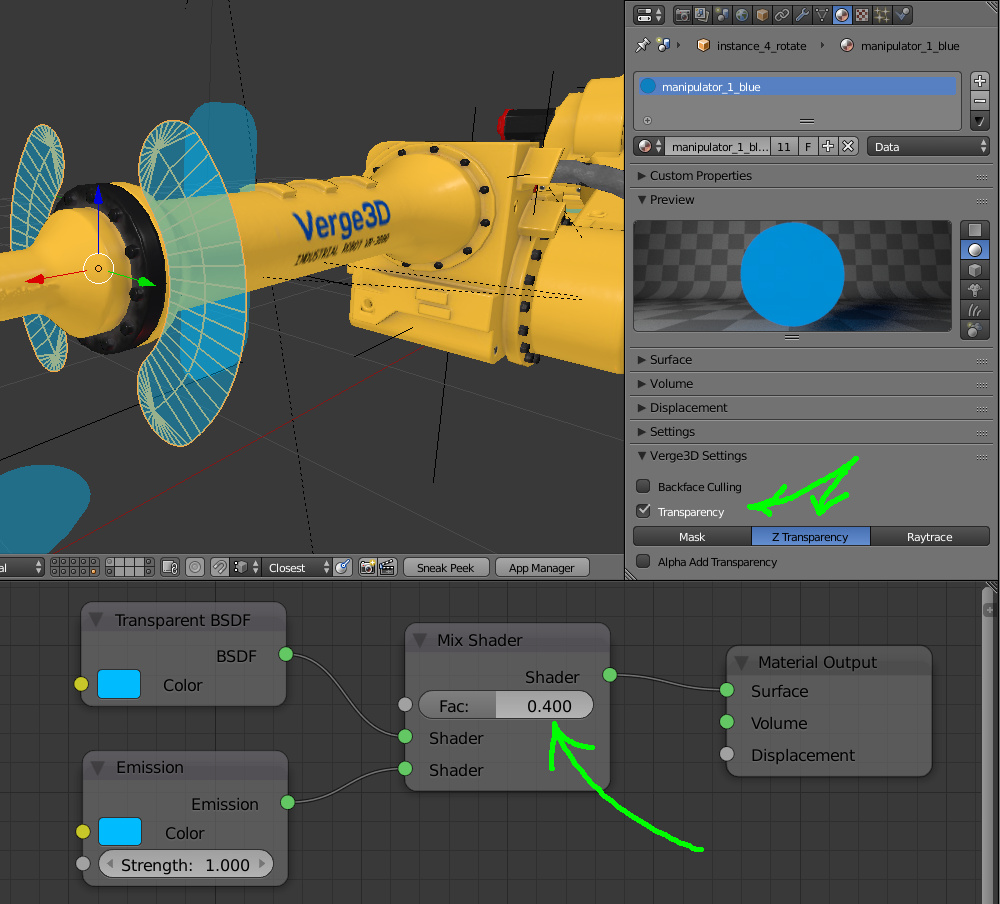 instance_4_rotate
manipulator_1_blue
manipulator_1_blue
manipulator_1_bl...
11
F
Data
Custom Properties
Preview
Verge3D
INDUSTRIAL ROBOT VR-3000
Surface
Volume
Displacement
Settings
Verge3D Settings
Backface Culling
Transparency
Mask
Z Transparency
Raytrace
Alpha Add Transparency
al
Closest
Sneak Peek
App Manager
Transparent BSDF
BSDF
Color
Mix Shader
Shader
Fac: 0.400
Shader
Shader
Material Output
Surface
Volume
Displacement
Emission
Emission
Color
Strength: 1.000